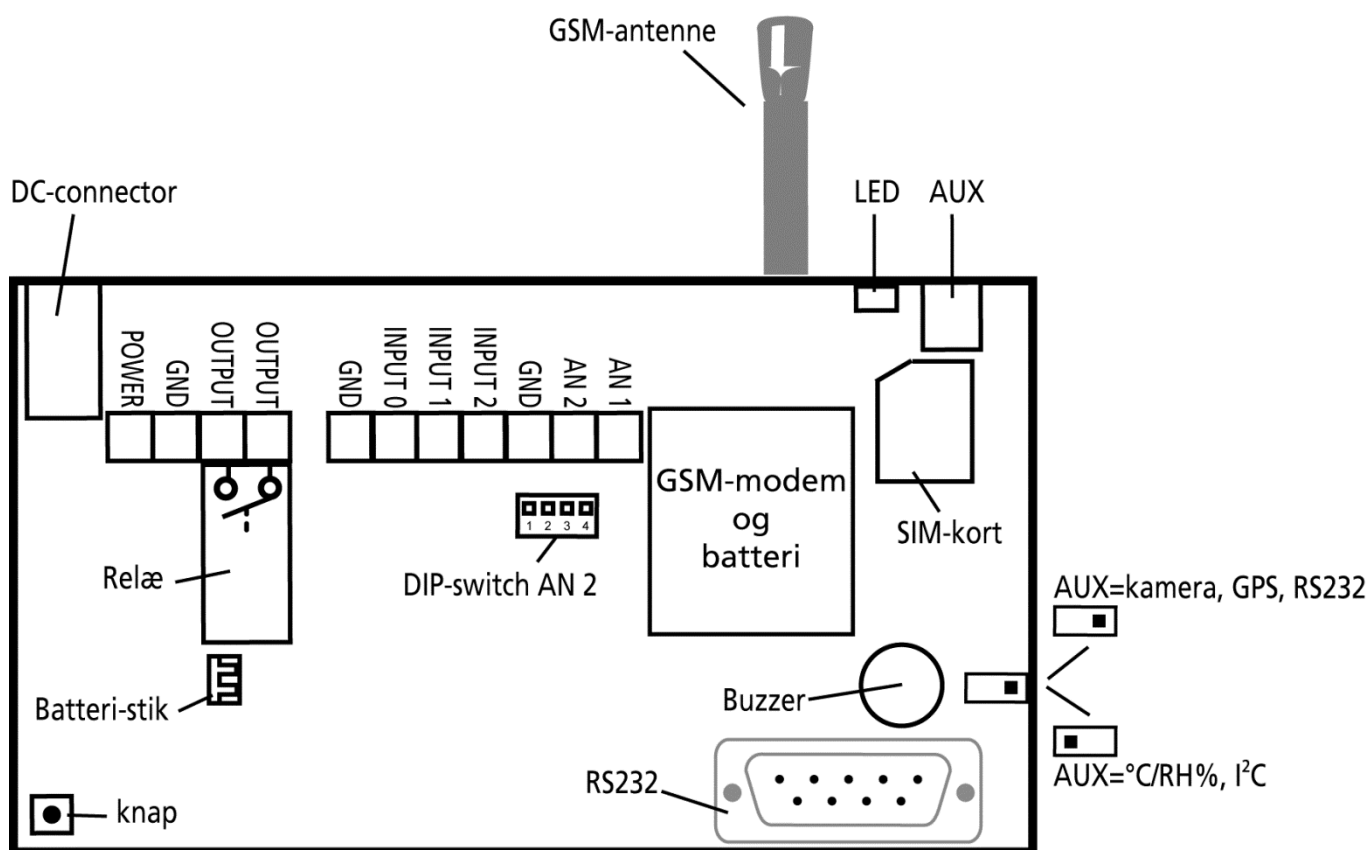 GSM-antenne
DC-connector
LED
AUX
POWER
GND
OUTPUT
OUTPUT
GND
INPUT 0
INPUT 1
INPUT 2
GND
AN 2
AN 1
GSM-modem
og
batteri
SIM-kort
1 2 3 4
DIP-switch AN 2
Relæ
AUX=kamera, GPS, RS232
Batteri-stik
Buzzer
AUX=°C/RH%, I²C
RS232
knap